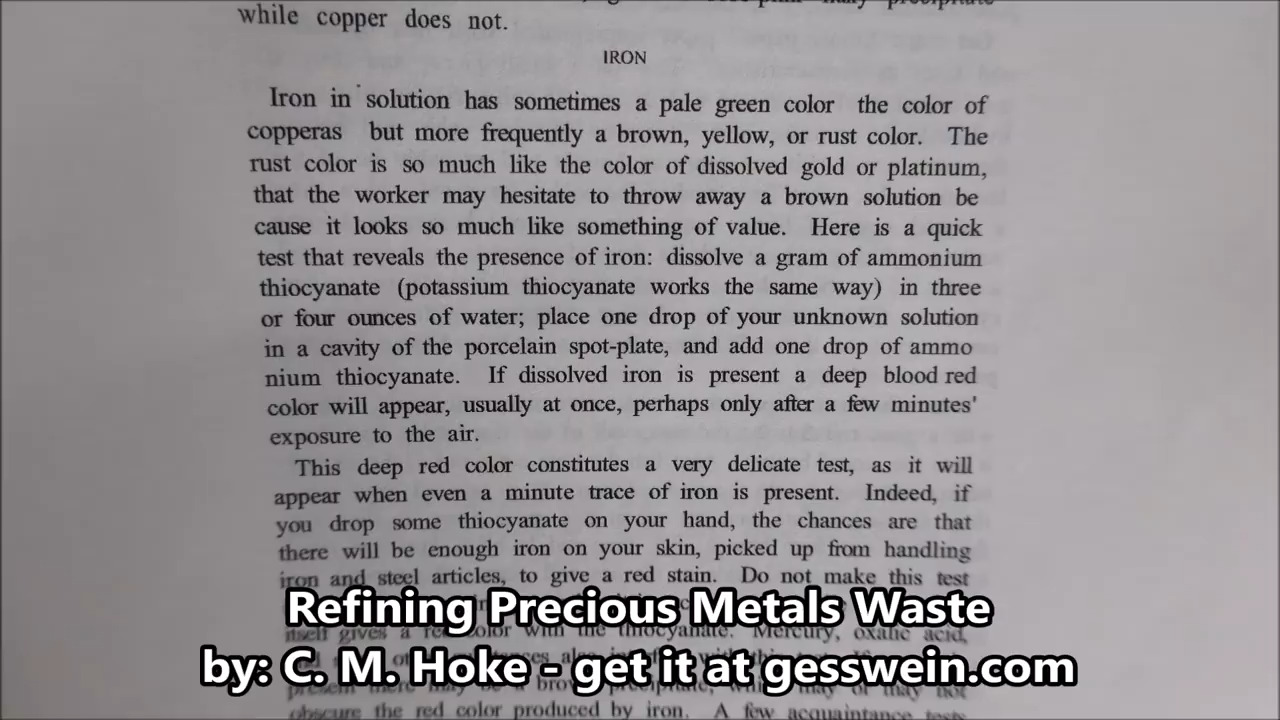 while copper does not.
IRON
Iron in solution has sometimes a pale green color the color of
copperas but more frequently a brown, yellow, or rust color. The
rust color is so much like the color of dissolved gold or platinum,
that the worker may hesitate to throw away a brown solution be
cause it looks so much like something of value. Here is a quick
test that reveals the presence of iron: dissolve a gram of ammonium
thiocyanate (potassium thiocyanate works the same way) in three
or four ounces of water; place one drop of your unknown solution
in a cavity of the porcelain spot-plate, and add one drop of ammo
nium thiocyanate. If dissolved iron is present a deep blood red
color will appear, usually at once, perhaps only after a few minutes'
exposure to the air.
This deep red color constitutes a very delicate test, as it will
appear when even a minute trace of iron is present. Indeed, if
you drop some thiocyanate on your hand, the chances are that
there will be enough iron on your skin, picked up from handling
iron and steel articles, to give a red stain. Do not make this test
Refining Precious Metals Waste
itself gives a red color with the thiocyanate. Mercury, oxalic acid,
by: C. M. Hoke - get it at gesswein.com
obscure the red color produced by iron. A few acquaintance tests